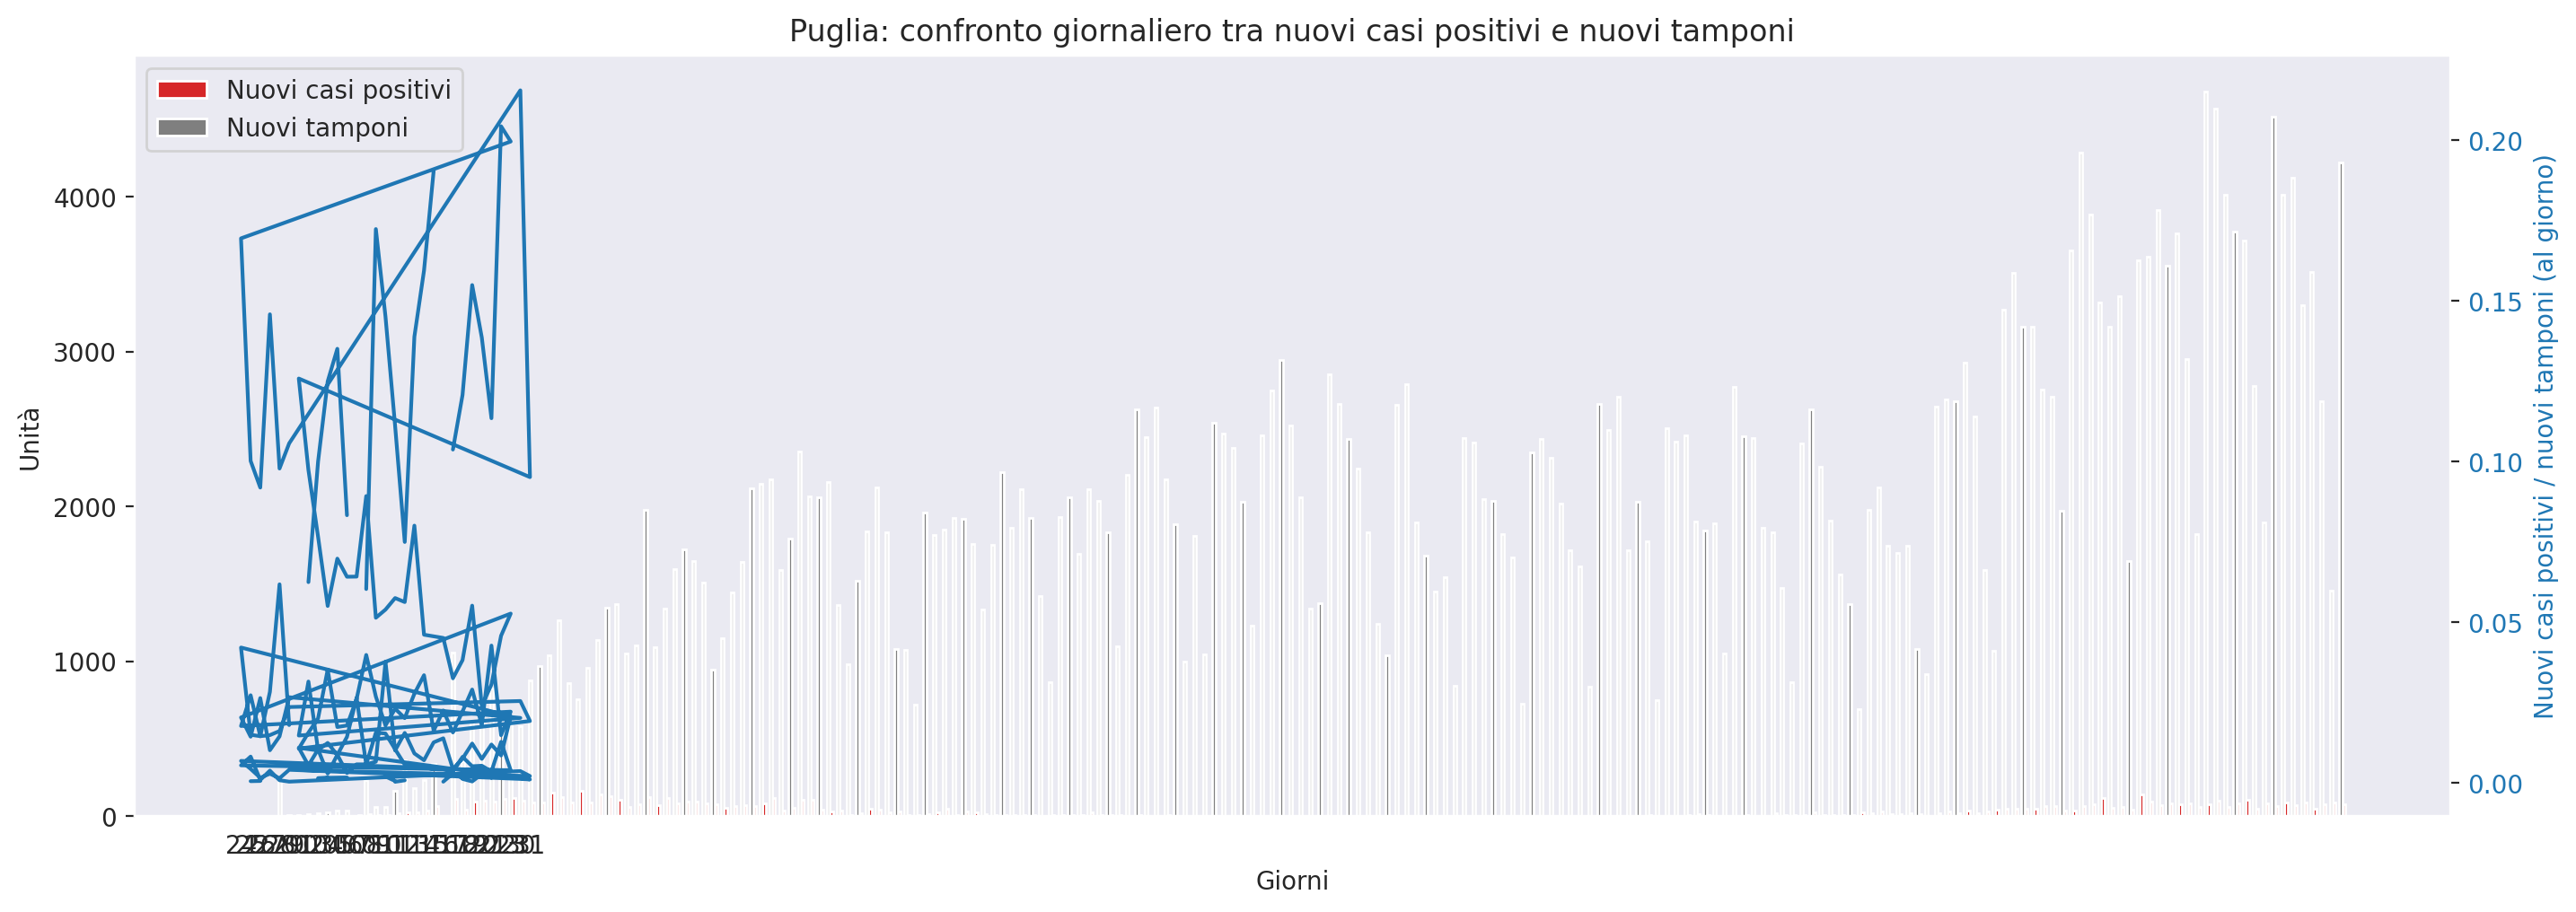 Puglia: confronto giornaliero tra nuovi casi positivi e nuovi tamponi
Nuovi casi positivi
Nuovi tamponi
4000
3000
2000
1000
0
Unità
0.20
0.15
0.10
0.05
0.00
Nuovi casi positivi / nuovi tamponi (al giorno)
Giorni